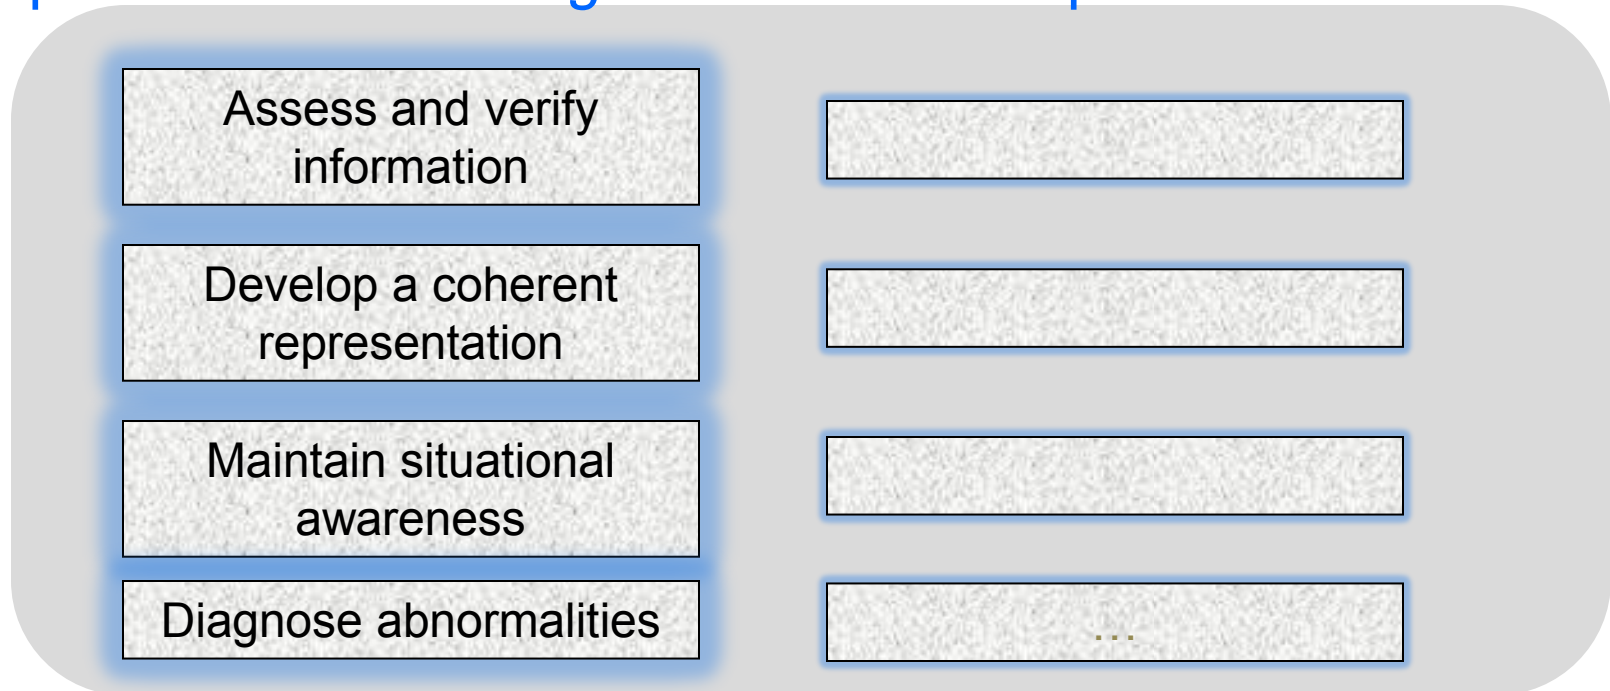 Assess and verify
information
Develop a coherent
representation
Maintain situational
awareness
Diagnose abnormalities
...